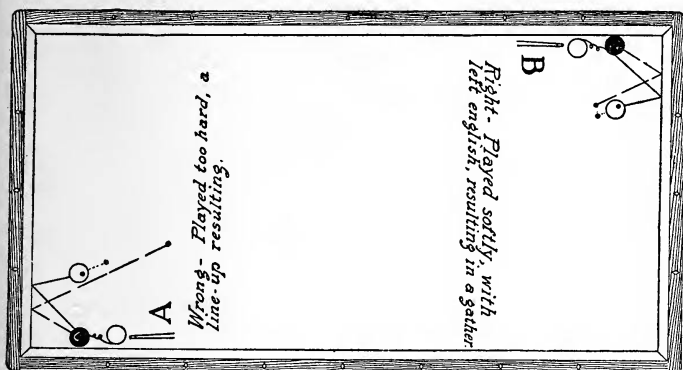 B
Right - Played softly, with
left english, resulting in a gather.
A
Wrong - Played too hard, a
line-up resulting.